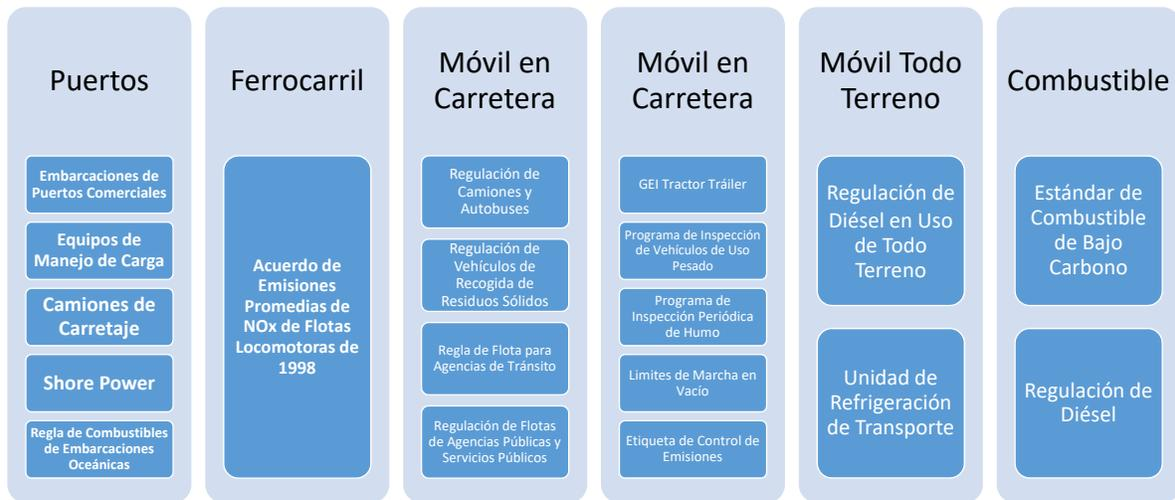 Puertos
Embarcaciones de
Puertos Comerciales
Equipos de
Manejo de Carga
Camiones de
Carretaje
Shore Power
Regla de Combustibles
de Embarcaciones
Oceánicas
Ferrocarril
Acuerdo de
Emisiones
Promedias de
NOx de Flotas
Locomotoras de
1998
Móvil en
Carretera
Regulación de
Camiones y
Autobuses
Regulación de
Vehículos de
Recogida de
Residuos Sólidos
Regla de Flota para
Agencias de Tránsito
Regulación de Flotas
de Agencias Públicas y
Servicios Públicos
Móvil en
Carretera
GEI Tractor Tráiler
Programa de Inspección
de Vehículos de Uso
Pesado
Programa de
Inspección Periódica
de Humo
Limites de Marcha en
Vacío
Etiqueta de Control de
Emisiones
Móvil Todo
Terreno
Regulación de
Diésel en Uso
de Todo
Terreno
Unidad de
Refrigeración
de Transporte
Combustible
Estándar de
Combustible
de Bajo
Carbono
Regulación de
Diésel